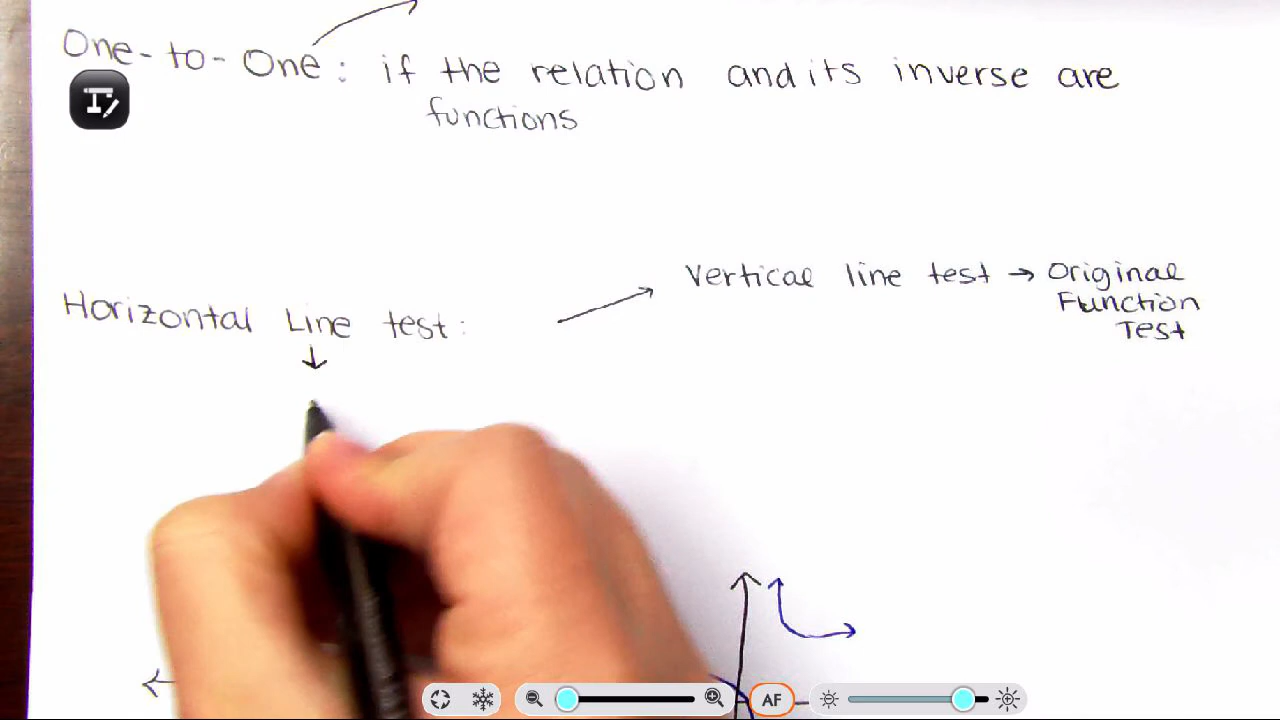 One-to-One: if the relation and its inverse are
functions
Vertical line test → Original
Function
Test
Horizontal Line test:
AF